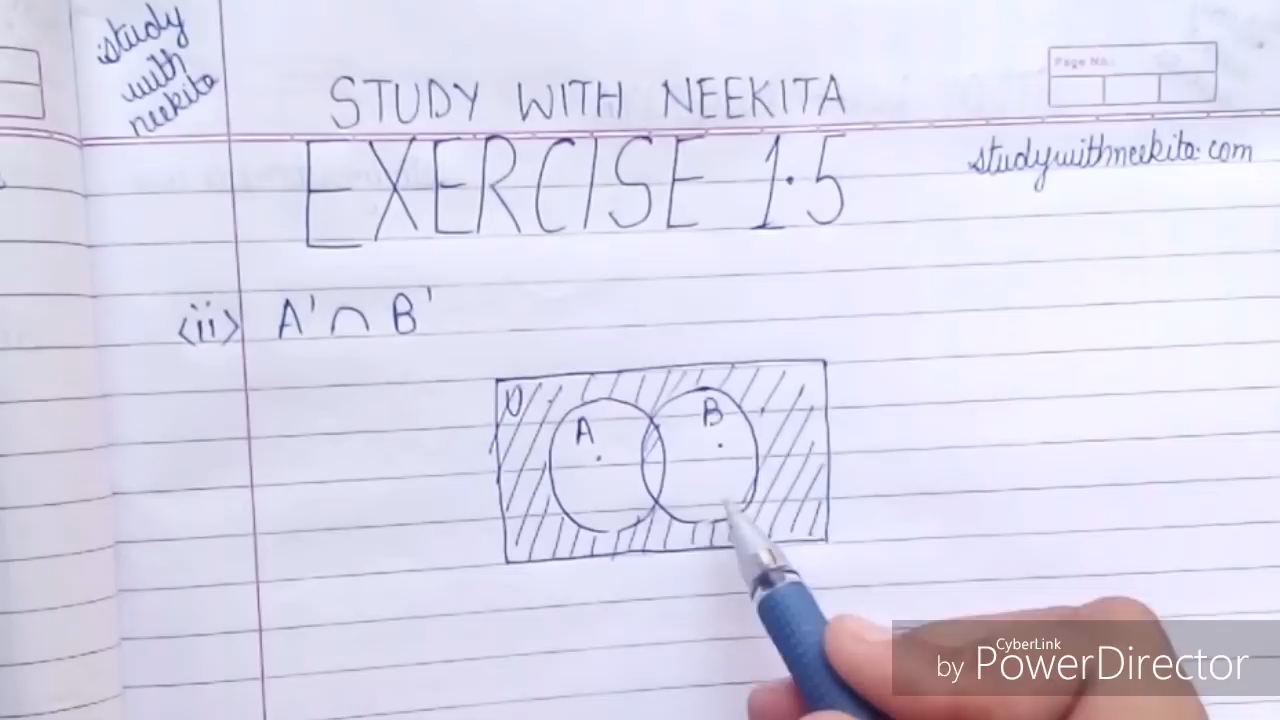 study
with
neekita
STUDY WITH NEEKITA
Page No.:
EXERCISE 1.5
studywithneekita.com
(ii) A' ∩ B'
U
A
B
CyberLink
by PowerDirector